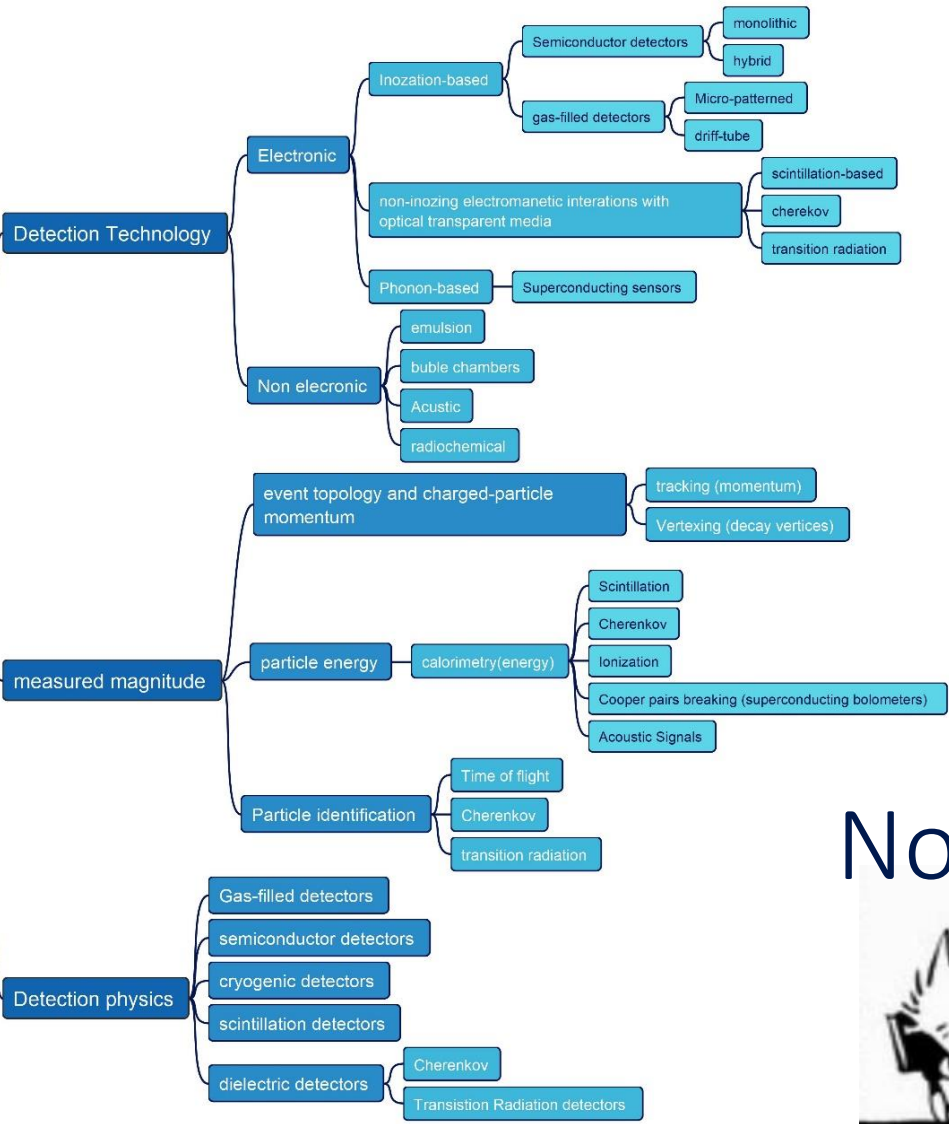 Detection Technology
Electronic
Inozation-based
Semiconductor detectors
monolithic
hybrid
gas-filled detectors
Micro-patterned
driff-tube
non-inozing electromanetic interations with
optical transparent media
scintillation-based
cherekov
transition radiation
Phonon-based
Superconducting sensors
Non elecronic
emulsion
buble chambers
Acustic
radiochemical
measured magnitude
event topology and charged-particle
momentum
tracking (momentum)
Vertexing (decay vertices)
particle energy
calorimetry(energy)
Scintillation
Cherenkov
Ionization
Cooper pairs breaking (superconducting bolometers)
Acoustic Signals
Particle identification
Time of flight
Cherenkov
transition radiation
Detection physics
Gas-filled detectors
semiconductor detectors
cryogenic detectors
scintillation detectors
dielectric detectors
Cherenkov
Transistion Radiation detectors
No